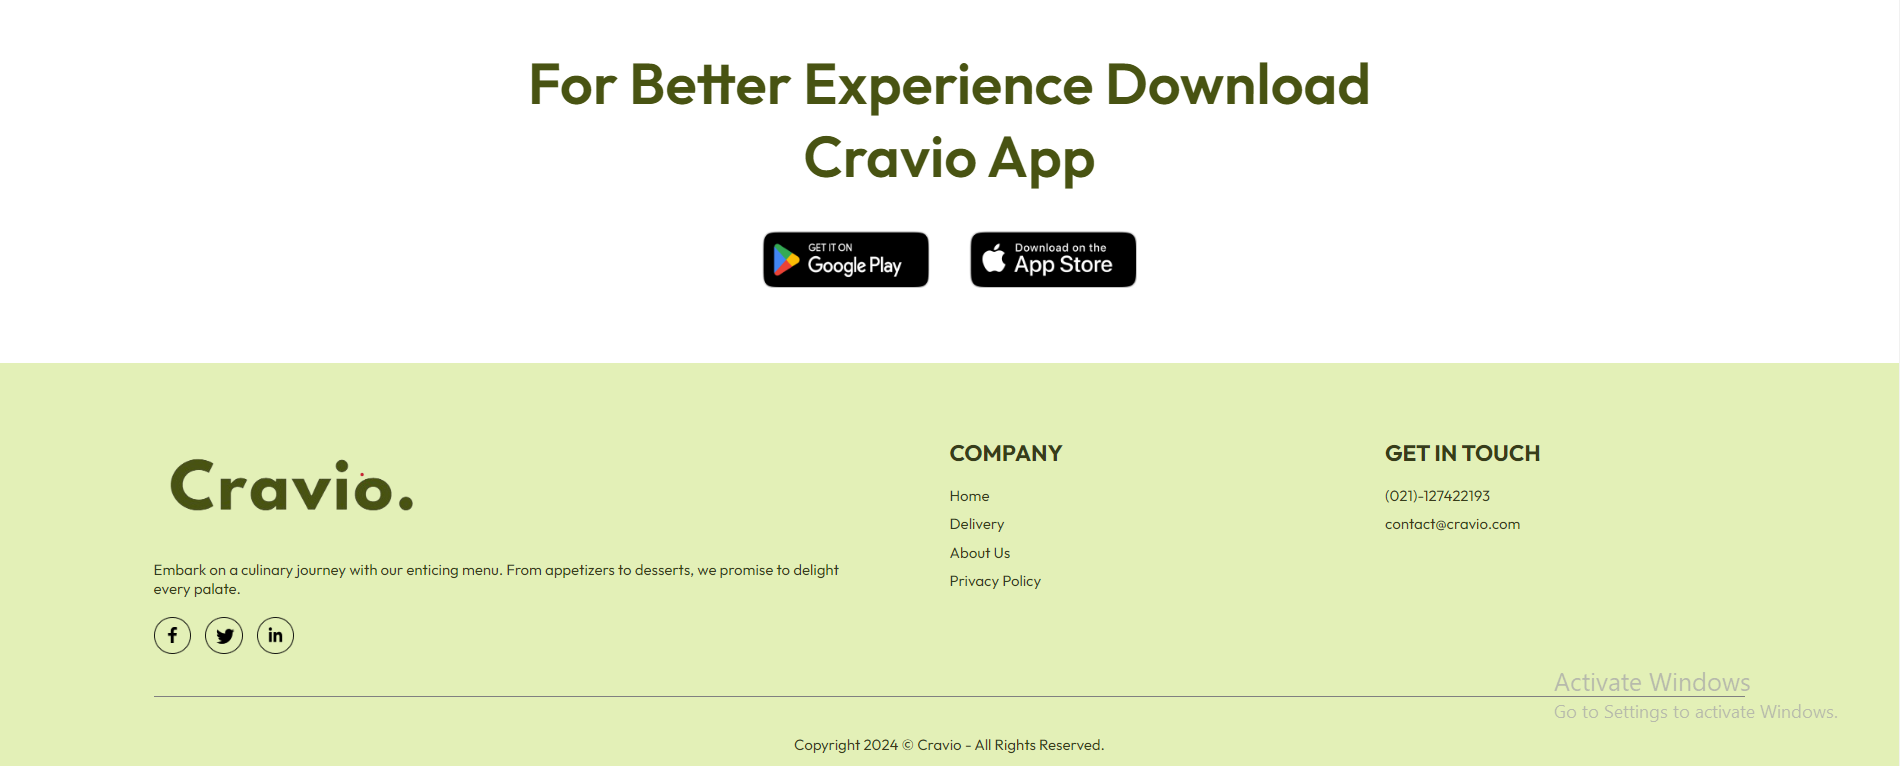 For Better Experience Download
Cravio App
GET IT ON
Google Play
Download on the
App Store
Cravio.
Embark on a culinary journey with our enticing menu. From appetizers to desserts, we promise to delight
every palate.
f
in
COMPANY
Home
Delivery
About Us
Privacy Policy
GET IN TOUCH
(021)-127422193
contact@cravio.com
Activate Windows
Go to Settings to activate Windows.
Copyright 2024 © Cravio - All Rights Reserved.